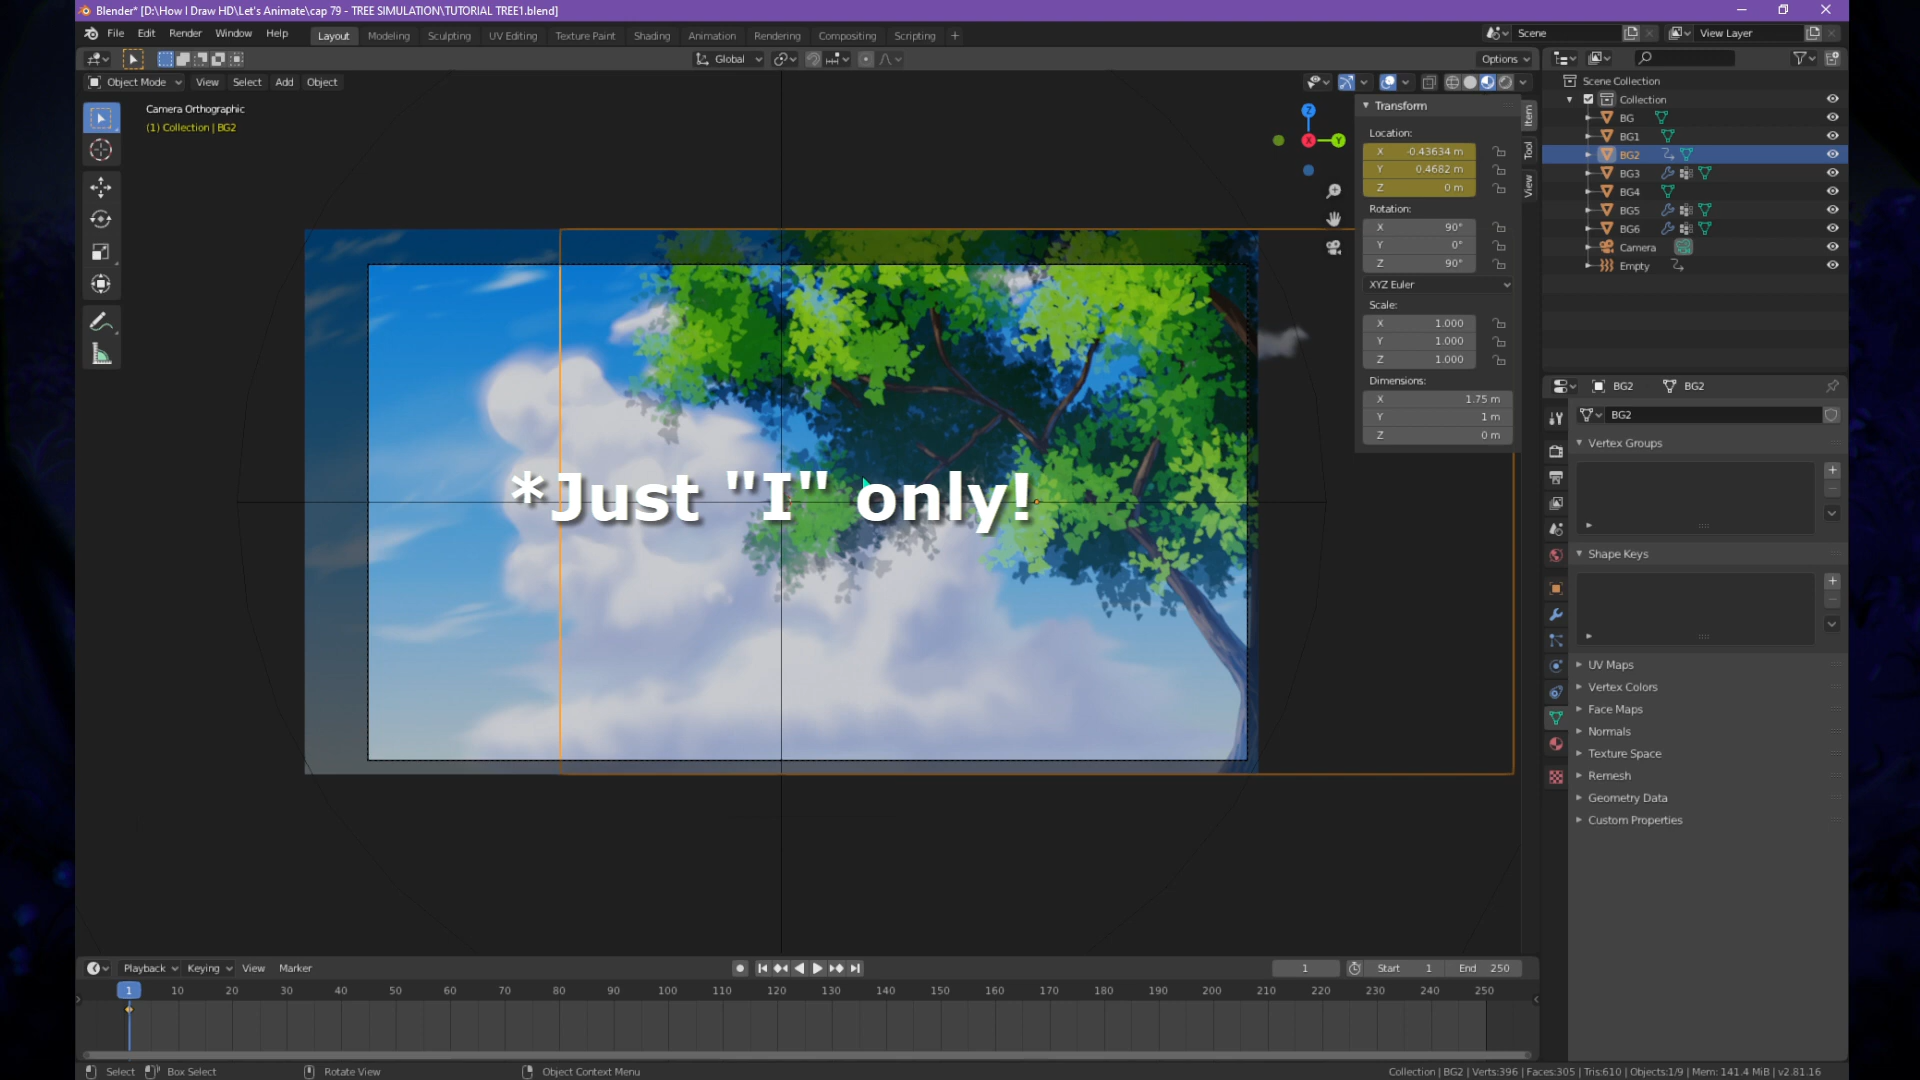 Blender* [D:\How I Draw HD\Let's Animate\cap 79 - TREE SIMULATION\TUTORIAL TREE1.blend]
File Edit Render Window Help Layout Modeling Sculpting UV Editing Texture Paint Shading Animation Rendering Compositing Scripting + Scene View Layer
Global Options
Object Mode View Select Add Object
Camera Orthographic
(1) Collection | BG2
Z
X
Y
Transform
Location:
X -0.43634 m
Y 0.4682 m
Z 0 m
Rotation:
X 90°
Y 0°
Z 90°
XYZ Euler
Scale:
X 1.000
Y 1.000
Z 1.000
Dimensions:
X 1.75 m
Y 1 m
Z 0 m
Item
Tool
View
*Just "I" only!
Scene Collection
Collection
BG
BG1
BG2
BG3
BG4
BG5
BG6
Camera
Empty
BG2 BG2
BG2
Vertex Groups
Shape Keys
UV Maps
Vertex Colors
Face Maps
Normals
Texture Space
Remesh
Geometry Data
Custom Properties
Playback Keying View Marker 1 Start 1 End 250
1 10 20 30 40 50 60 70 80 90 100 110 120 130 140 150 160 170 180 190 200 210 220 230 240 250
Select Box Select Rotate View Object Context Menu Collection | BG2 | Verts:396 | Faces:305 | Tris:610 | Objects:1/9 | Mem: 141.4 MiB | v2.81.16